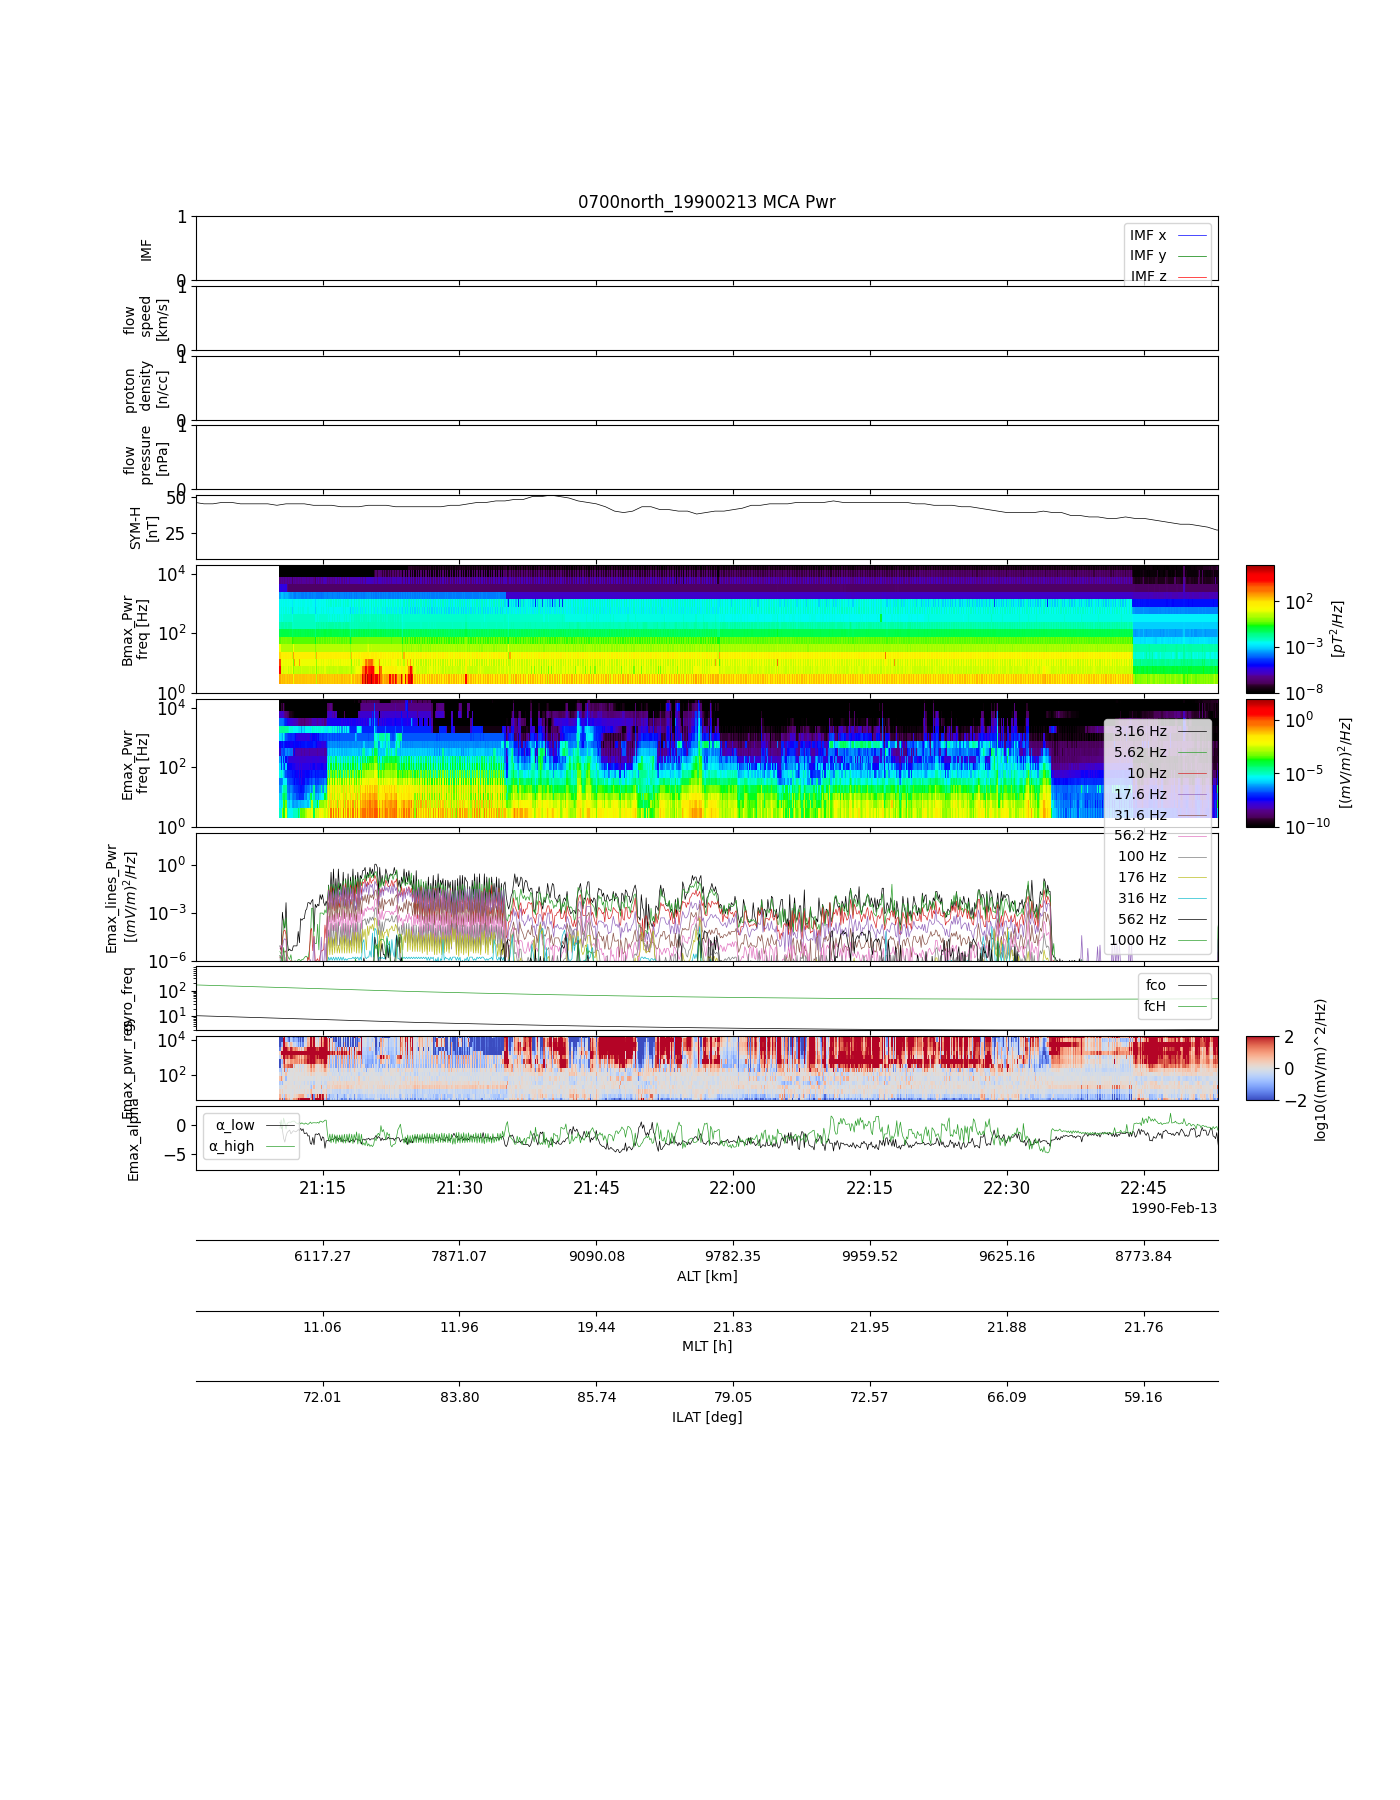 0700north_19900213 MCA Pwr
1
0
IMF
IMF x
IMF y
IMF z
1
0
flow
speed
[km/s]
1
0
proton
density
[n/cc]
1
0
flow
pressure
[nPa]
50
25
SYM-H
[nT]
10^4
10^2
10^0
Bmax_Pwr
freq [Hz]
10^2
10^-3
10^-8
[pT^2/Hz]
10^4
10^2
10^0
Emax_Pwr
freq [Hz]
10^0
10^-5
10^-10
[(mV/m)^2/Hz]
3.16 Hz
5.62 Hz
10 Hz
17.6 Hz
31.6 Hz
56.2 Hz
100 Hz
176 Hz
316 Hz
562 Hz
1000 Hz
10^0
10^-3
10^-6
Emax_lines_Pwr
[(mV/m)^2/Hz]
10^2
10^1
gyro_freq
fco
fcH
10^4
10^2
2
0
−2
log10((mV/m)^2/Hz)
0
−5
Emax_alpha
α_low
α_high
21:15 21:30 21:45 22:00 22:15 22:30 22:45
1990-Feb-13
6117.27 7871.07 9090.08 9782.35 9959.52 9625.16 8773.84
ALT [km]
11.06 11.96 19.44 21.83 21.95 21.88 21.76
MLT [h]
72.01 83.80 85.74 79.05 72.57 66.09 59.16
ILAT [deg]